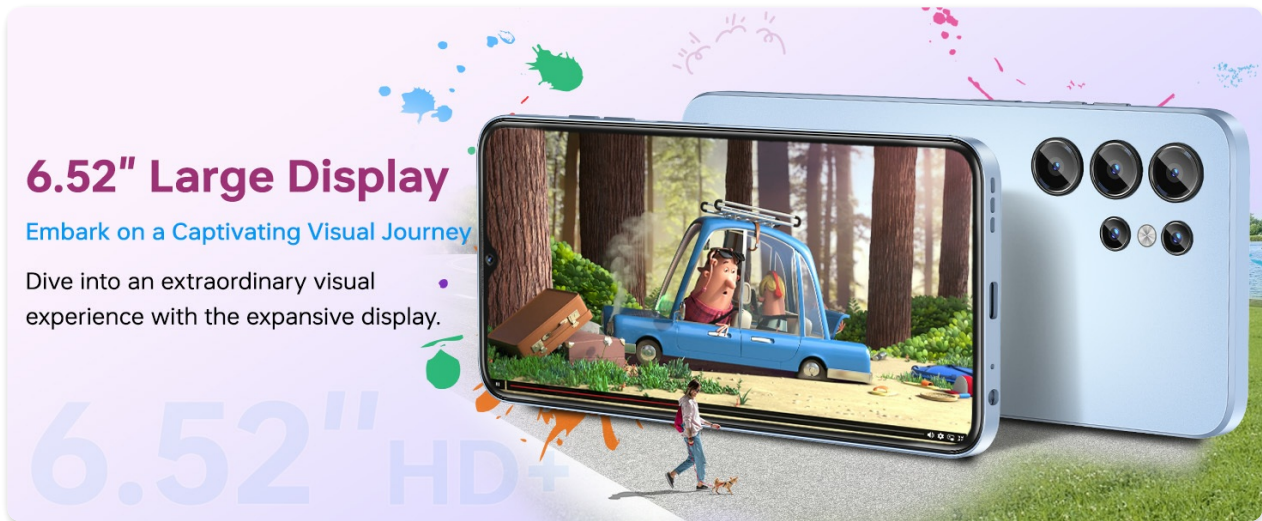 6.52" Large Display
Embark on a Captivating Visual Journey
Dive into an extraordinary visual
experience with the expansive display.
6.52" HD+